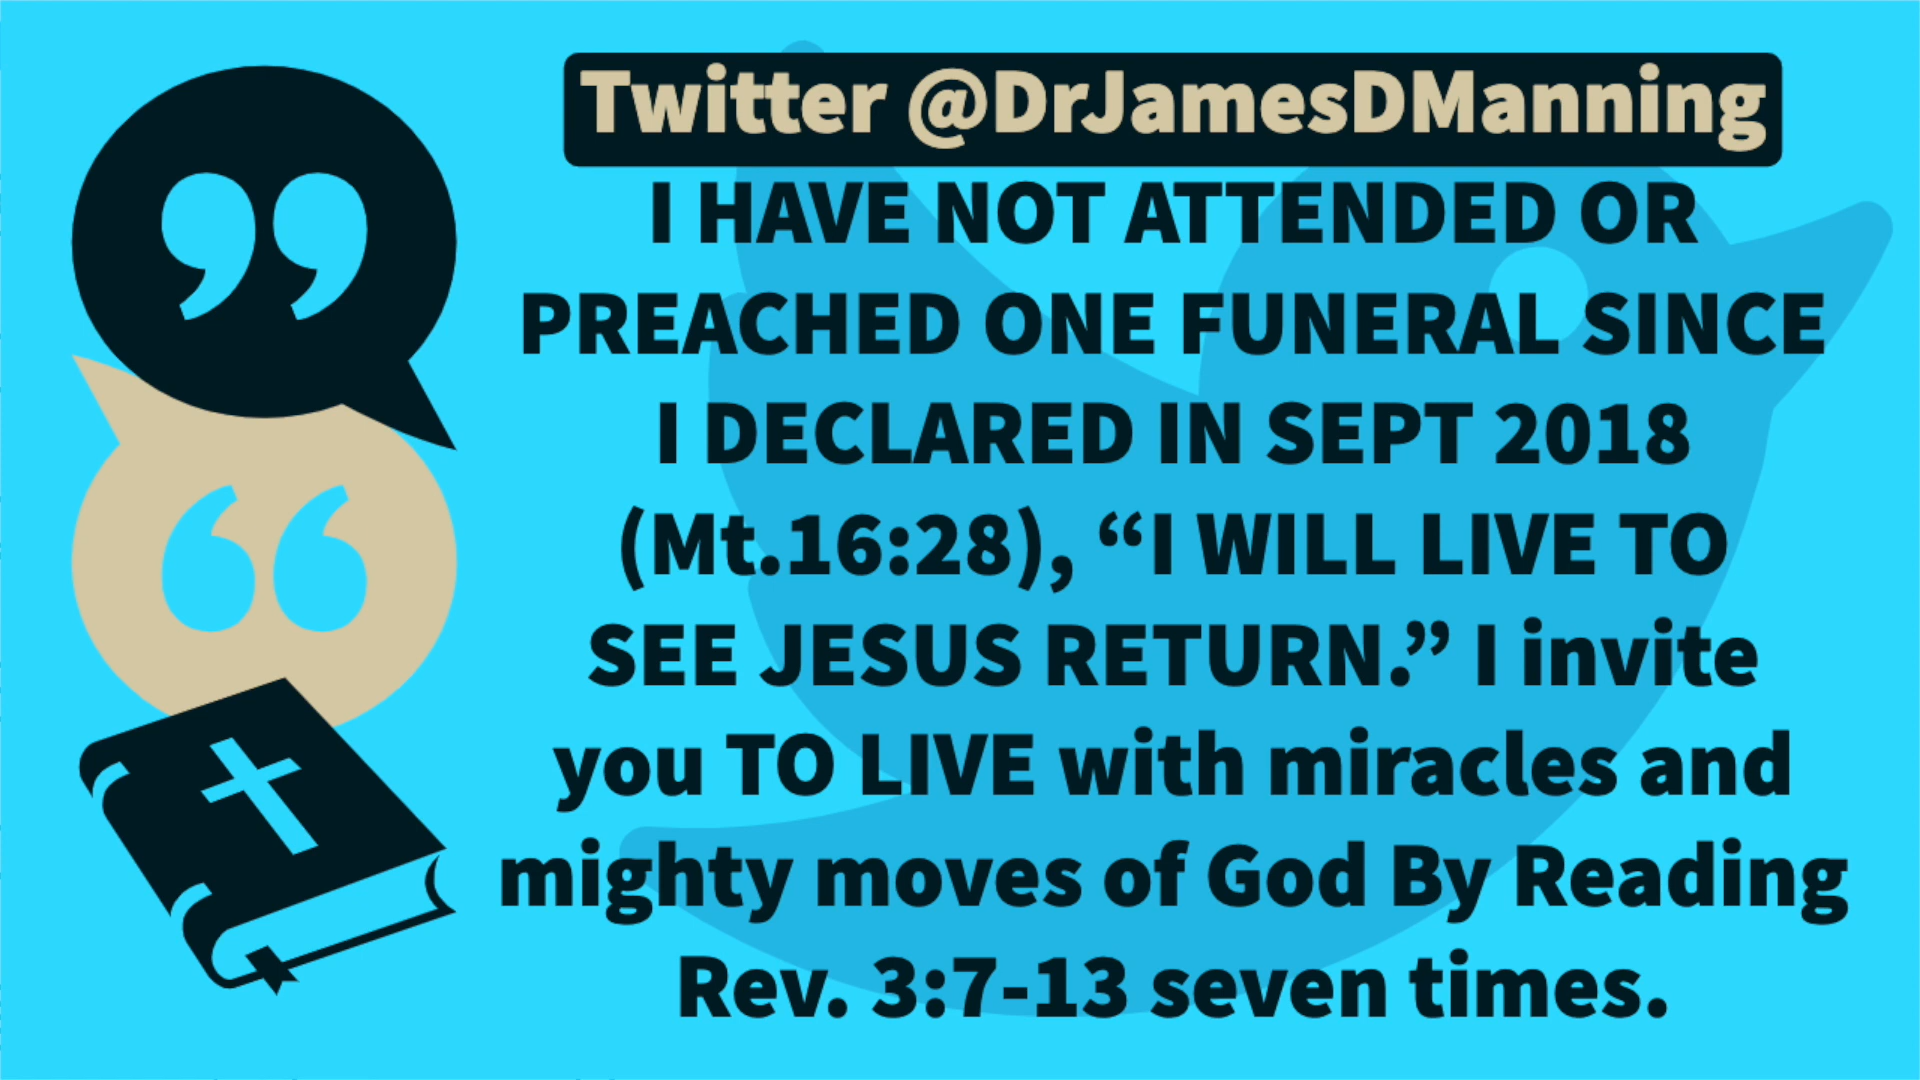 Twitter @DrJamesDManning
I HAVE NOT ATTENDED OR
PREACHED ONE FUNERAL SINCE
I DECLARED IN SEPT 2018
(Mt.16:28), “I WILL LIVE TO
SEE JESUS RETURN.” I invite
you TO LIVE with miracles and
mighty moves of God By Reading
Rev. 3:7-13 seven times.